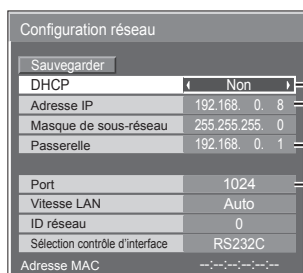 Configuration réseau
Sauvegarder
DHCP Non
Adresse IP 192.168. 0. 8
Masque de sous-réseau 255.255.255. 0
Passerelle 192.168. 0. 1
Port 1024
Vitesse LAN Auto
ID réseau 0
Sélection contrôle d'interface RS232C
Adresse MAC --:--:--:--:--:--